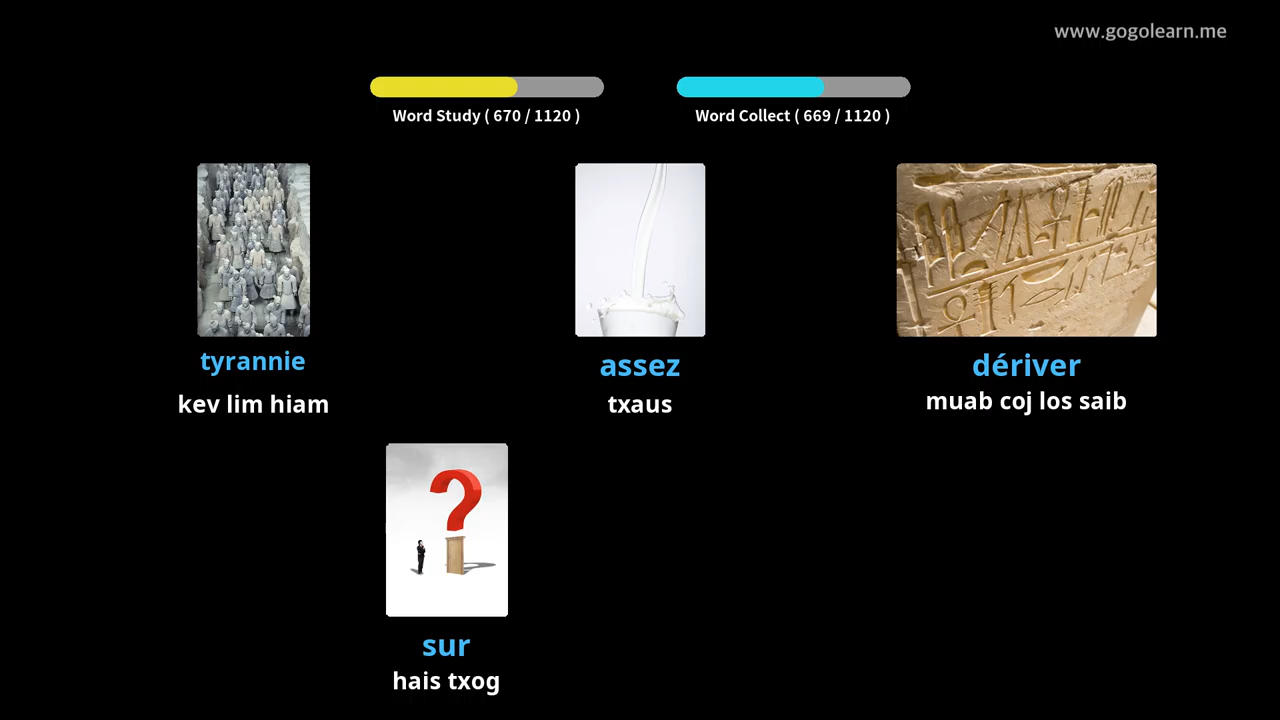 www.gogolearn.me
Word Study ( 670 / 1120 )
Word Collect ( 669 / 1120 )
tyrannie
kev lim hiam
assez
txaus
dériver
muab coj los saib
sur
hais txog